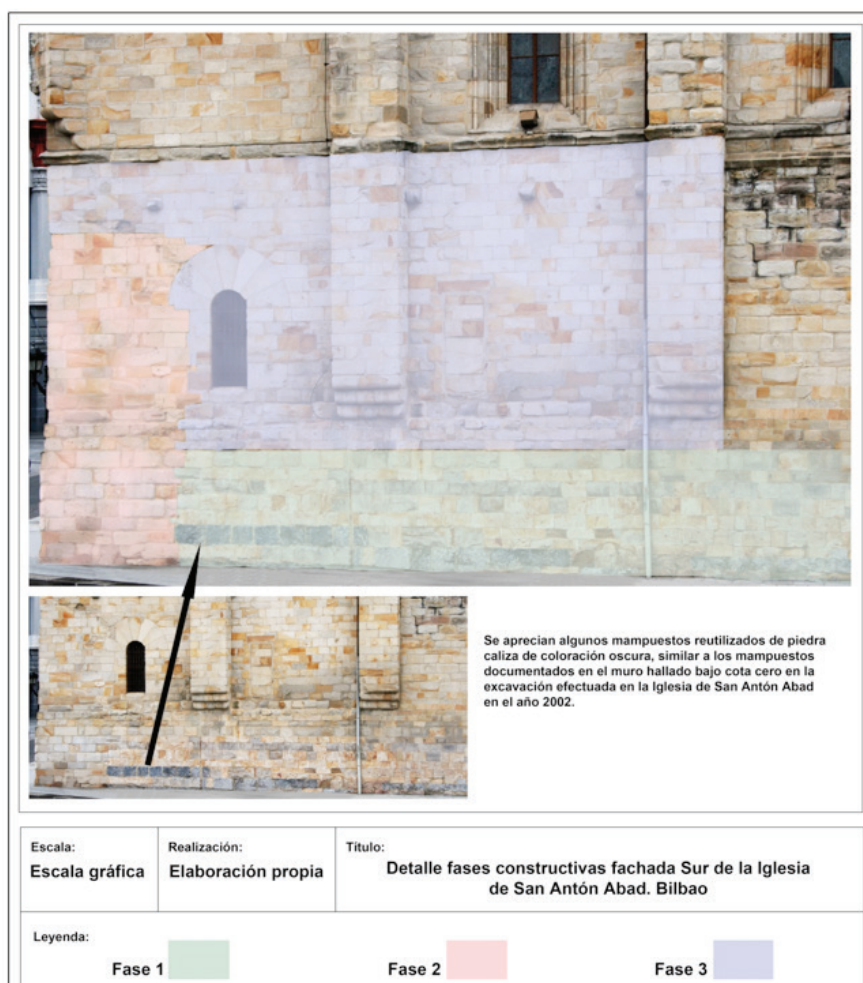 Se aprecian algunos mampuestos reutilizados de piedra
caliza de coloración oscura, similar a los mampuestos
documentados en el muro hallado bajo cota cero en la
excavación efectuada en la Iglesia de San Antón Abad
en el año 2002.
Escala:
Escala gráfica
Realización:
Elaboración propia
Título:
Detalle fases constructivas fachada Sur de la Iglesia
de San Antón Abad. Bilbao
Leyenda:
Fase 1
Fase 2
Fase 3